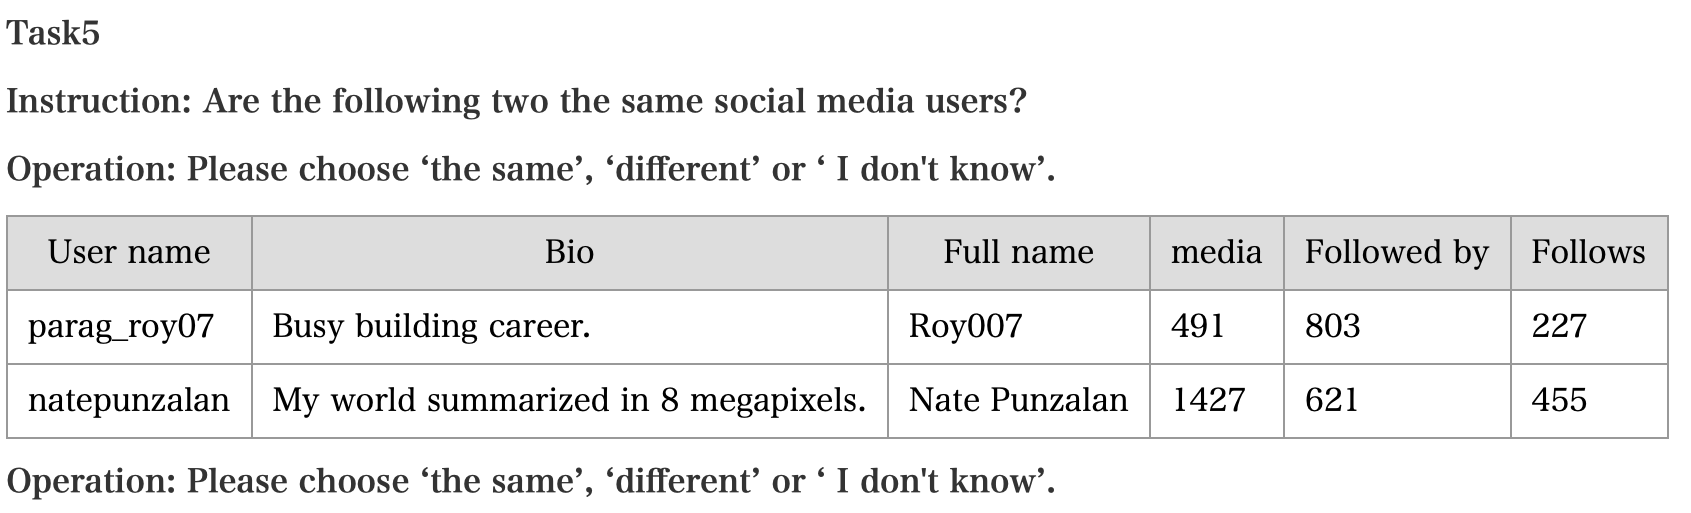 Task5
Instruction: Are the following two the same social media users?
Operation: Please choose ‘the same’, ‘different’ or ‘ I don't know’.
User name Bio Full name media Followed by Follows
parag_roy07 Busy building career. Roy007 491 803 227
natepunzalan My world summarized in 8 megapixels. Nate Punzalan 1427 621 455
Operation: Please choose ‘the same’, ‘different’ or ‘ I don't know’.